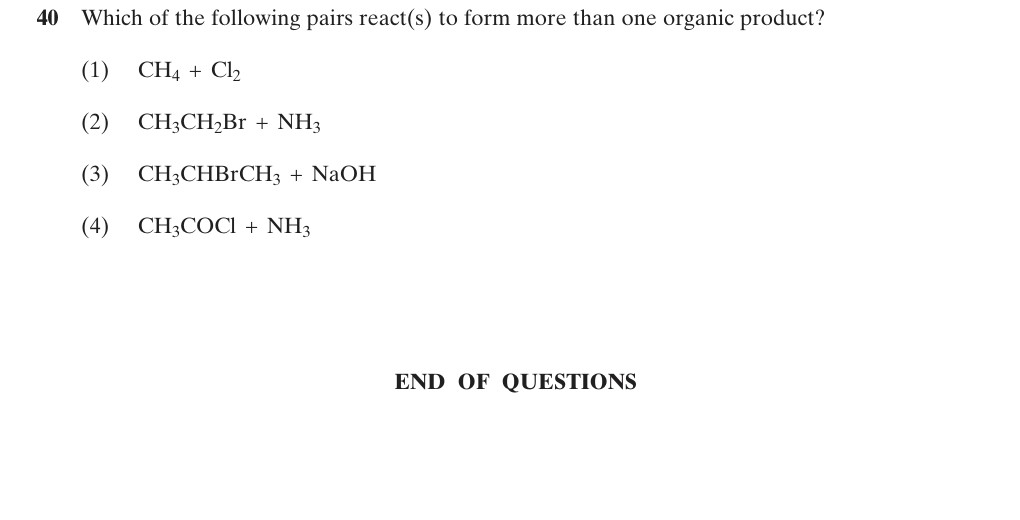 40 Which of the following pairs react(s) to form more than one organic product?
(1) CH₄ + Cl₂
(2) CH₃CH₂Br + NH₃
(3) CH₃CHBrCH₃ + NaOH
(4) CH₃COCl + NH₃
END OF QUESTIONS